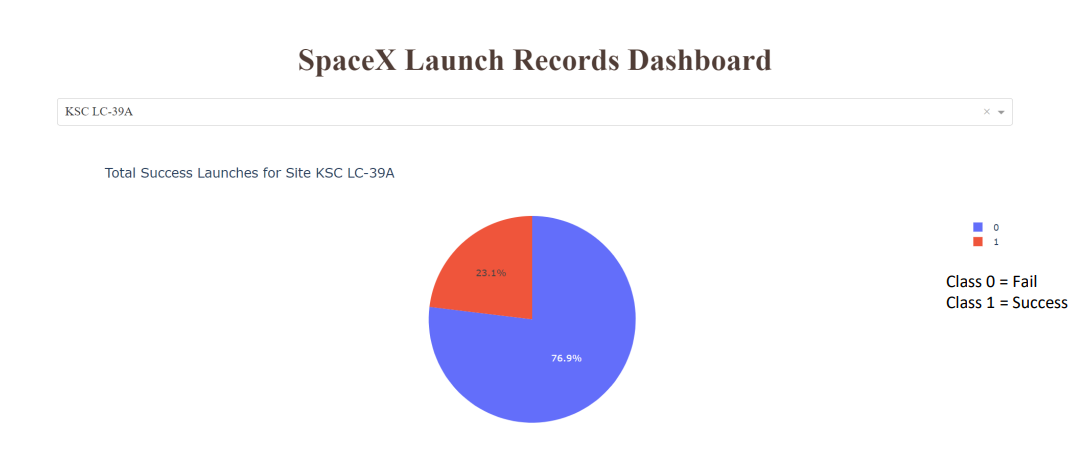 SpaceX Launch Records Dashboard
KSC LC-39A
Total Success Launches for Site KSC LC-39A
0
1
23.1%
Class 0 = Fail
Class 1 = Success
76.9%